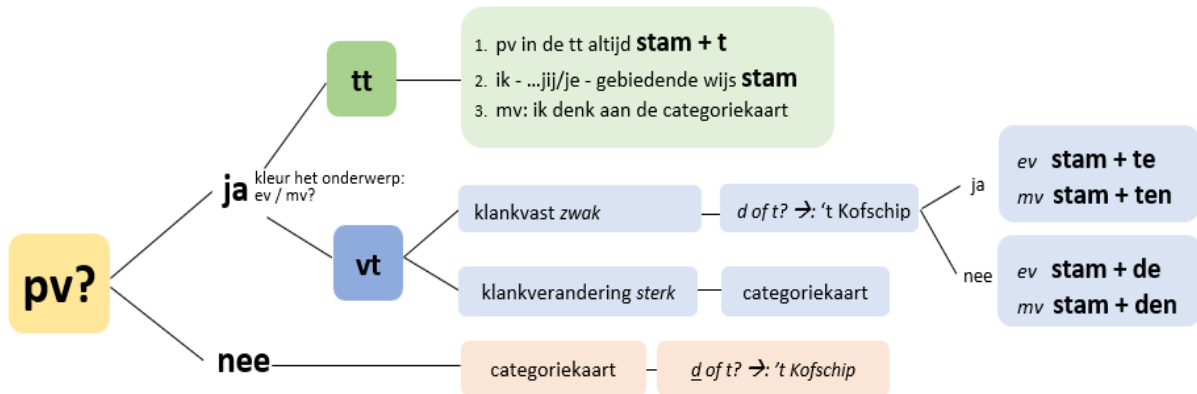 pv?
ja
kleur het onderwerp:
ev / mv?
tt
1. pv in de tt altijd stam + t
2. ik - ...jij/je - gebiedende wijs stam
3. mv: ik denk aan de categoriekaart
vt
klankvast zwak
d of t? →: ‘t Kofschip
ja
ev stam + te
mv stam + ten
nee
ev stam + de
mv stam + den
klankverandering sterk
categoriekaart
nee
categoriekaart
d of t? →: ‘t Kofschip